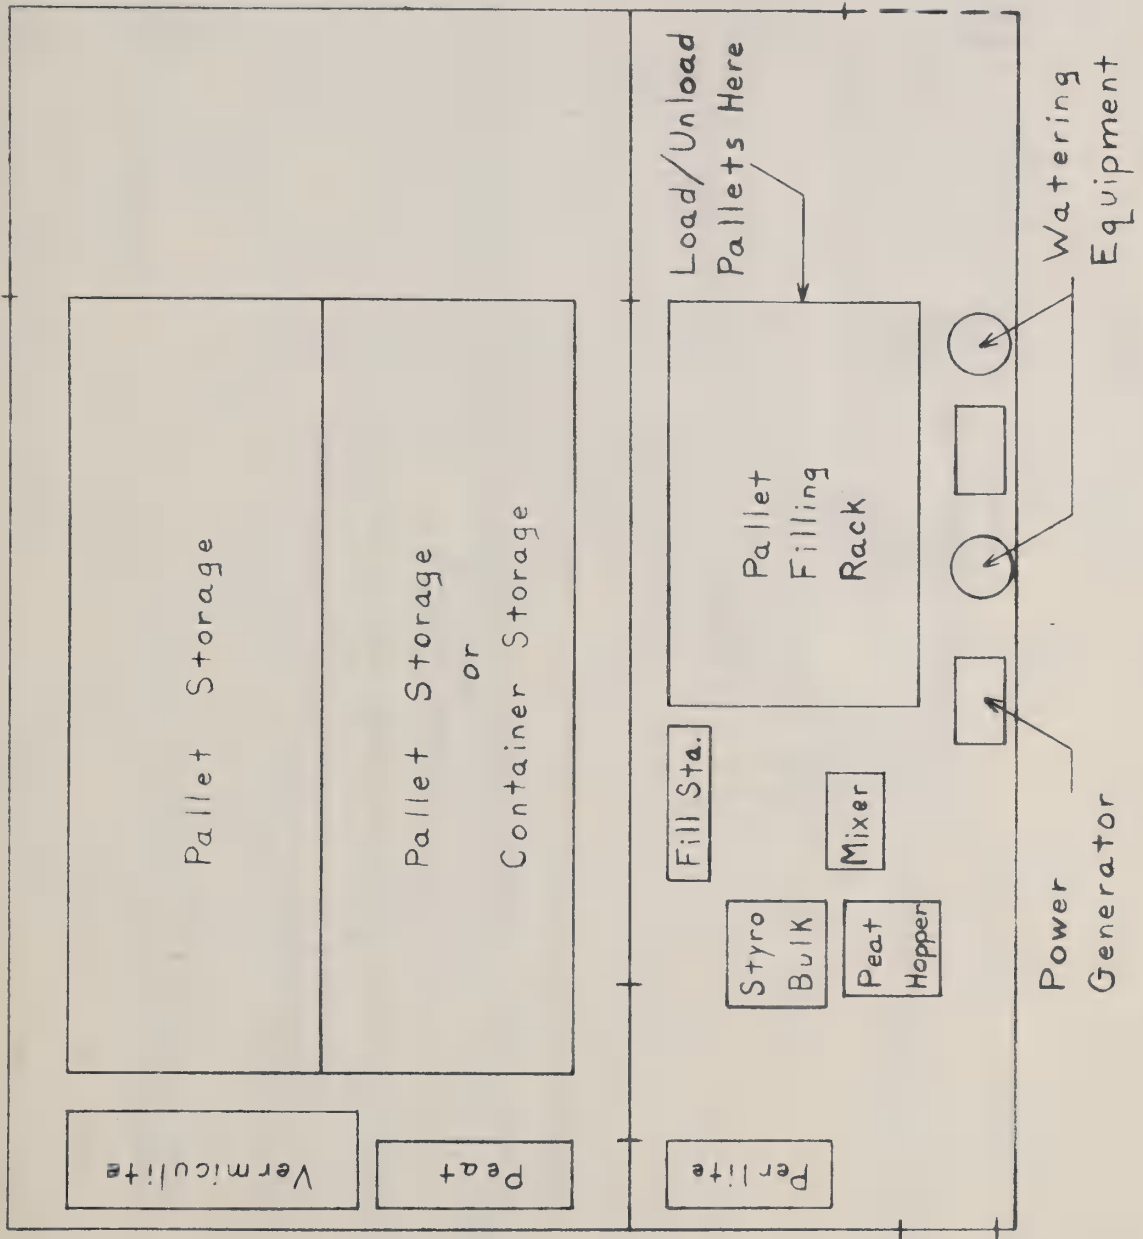 Vermiculite
Peat
Perlite
Pallet Storage
Pallet Storage
or
Container Storage
Fill Sta.
Styro
Bulk
Peat
Hopper
Mixer
Pallet
Filling
Rack
Load/Unload
Pallets Here
Power
Generator
Watering
Equipment